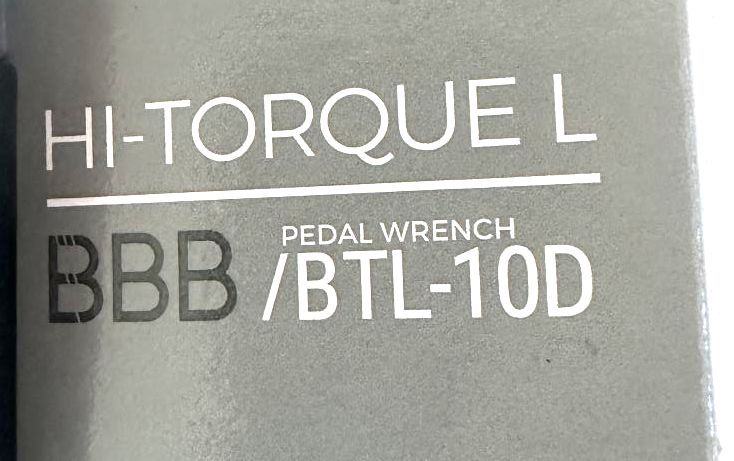 HI-TORQUE L
PEDAL WRENCH
BBB /BTL-10D